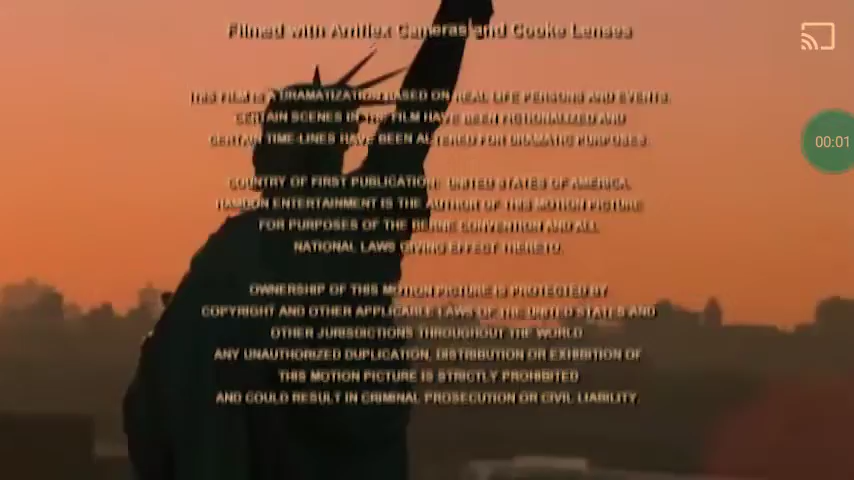 Filmed with Arriflex Cameras and Cooke Lenses
00:01
THIS FILM IS A DRAMATIZATION BASED ON REAL LIFE PERSONS AND EVENTS.
CERTAIN SCENES IN THE FILM HAVE BEEN FICTIONALIZED AND
CERTAIN TIME-LINES HAVE BEEN ALTERED FOR DRAMATIC PURPOSES.
COUNTRY OF FIRST PUBLICATION: UNITED STATES OF AMERICA.
ENTERTAINMENT IS THE AUTHOR OF THIS MOTION PICTURE
FOR PURPOSES OF THE BERNE CONVENTION AND ALL
NATIONAL LAWS GIVING EFFECT THERETO.
OWNERSHIP OF THIS MOTION PICTURE IS PROTECTED BY
COPYRIGHT AND OTHER APPLICABLE LAWS OF THE UNITED STATES AND
OTHER JURISDICTIONS THROUGHOUT THE WORLD
ANY UNAUTHORIZED DUPLICATION, DISTRIBUTION OR EXHIBITION OF
THIS MOTION PICTURE IS STRICTLY PROHIBITED
AND COULD RESULT IN CRIMINAL PROSECUTION OR CIVIL LIABILITY.